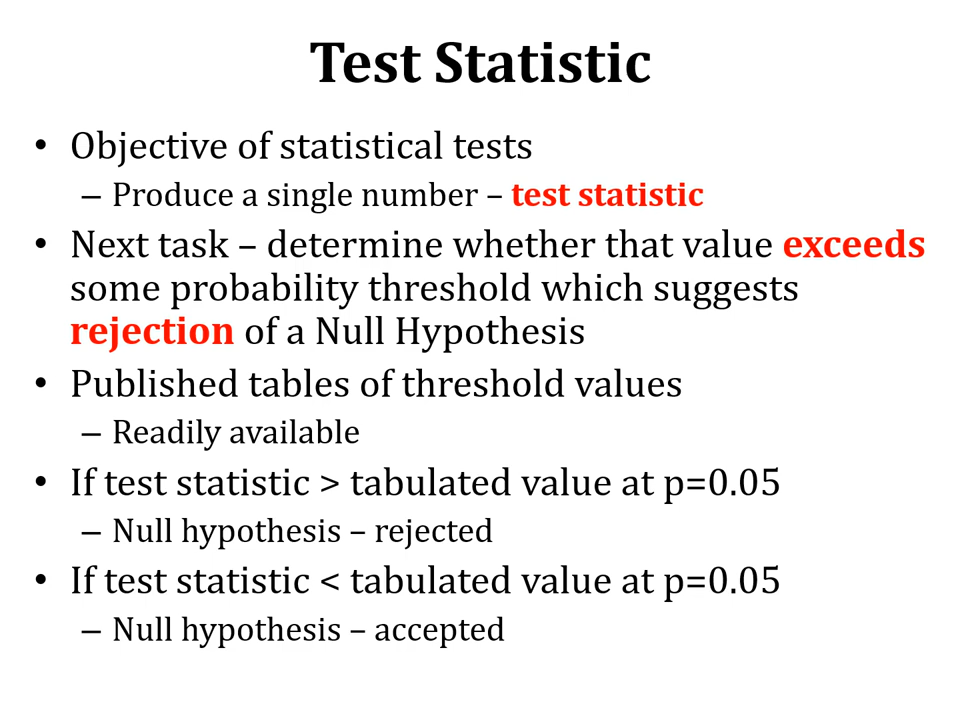 Test Statistic
• Objective of statistical tests
– Produce a single number – test statistic
• Next task – determine whether that value exceeds
some probability threshold which suggests
rejection of a Null Hypothesis
• Published tables of threshold values
– Readily available
• If test statistic > tabulated value at p=0.05
– Null hypothesis – rejected
• If test statistic < tabulated value at p=0.05
– Null hypothesis – accepted